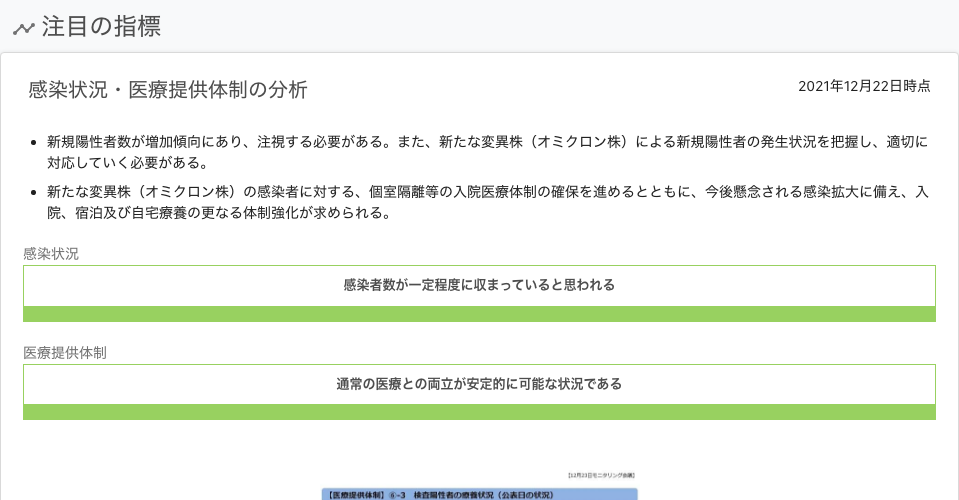 注目の指標
感染状況・医療提供体制の分析
2021年12月22日時点
新規陽性者数が増加傾向にあり、注視する必要がある。また、新たな変異株（オミクロン株）による新規陽性者の発生状況を把握し、適切に
対応していく必要がある。
新たな変異株（オミクロン株）の感染者に対する、個室隔離等の入院医療体制の確保を進めるとともに、今後懸念される感染拡大に備え、入
院、宿泊及び自宅療養の更なる体制強化が求められる。
感染状況
感染者数が一定程度に収まっていると思われる
医療提供体制
通常の医療との両立が安定的に可能な状況である
【12月23日モニタリング会議】
【医療提供体制】⑥-3 検査陽性者の療養状況（公表日の状況）